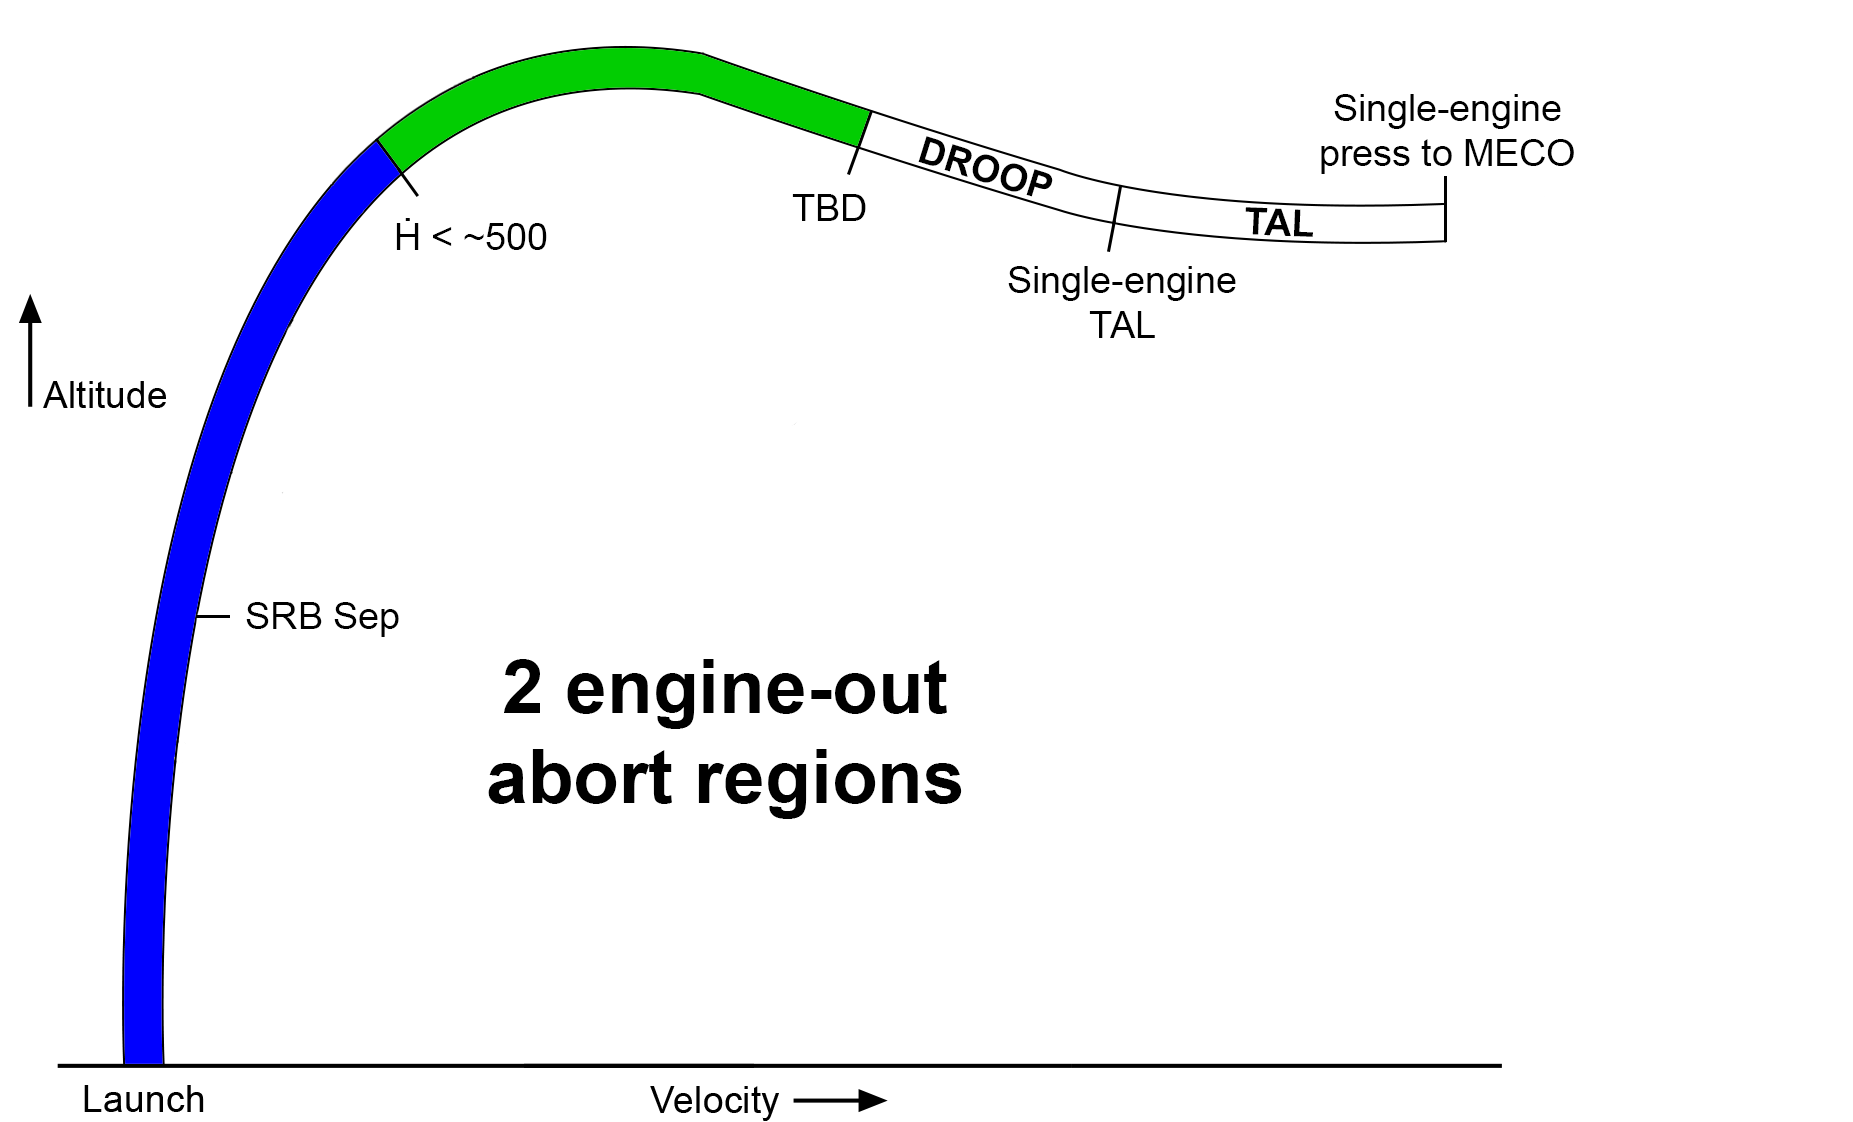 Single-engine
press to MECO
DROOP
TBD
TAL
Ḣ < ~500
Single-engine
TAL
Altitude
SRB Sep
2 engine-out
abort regions
Launch
Velocity